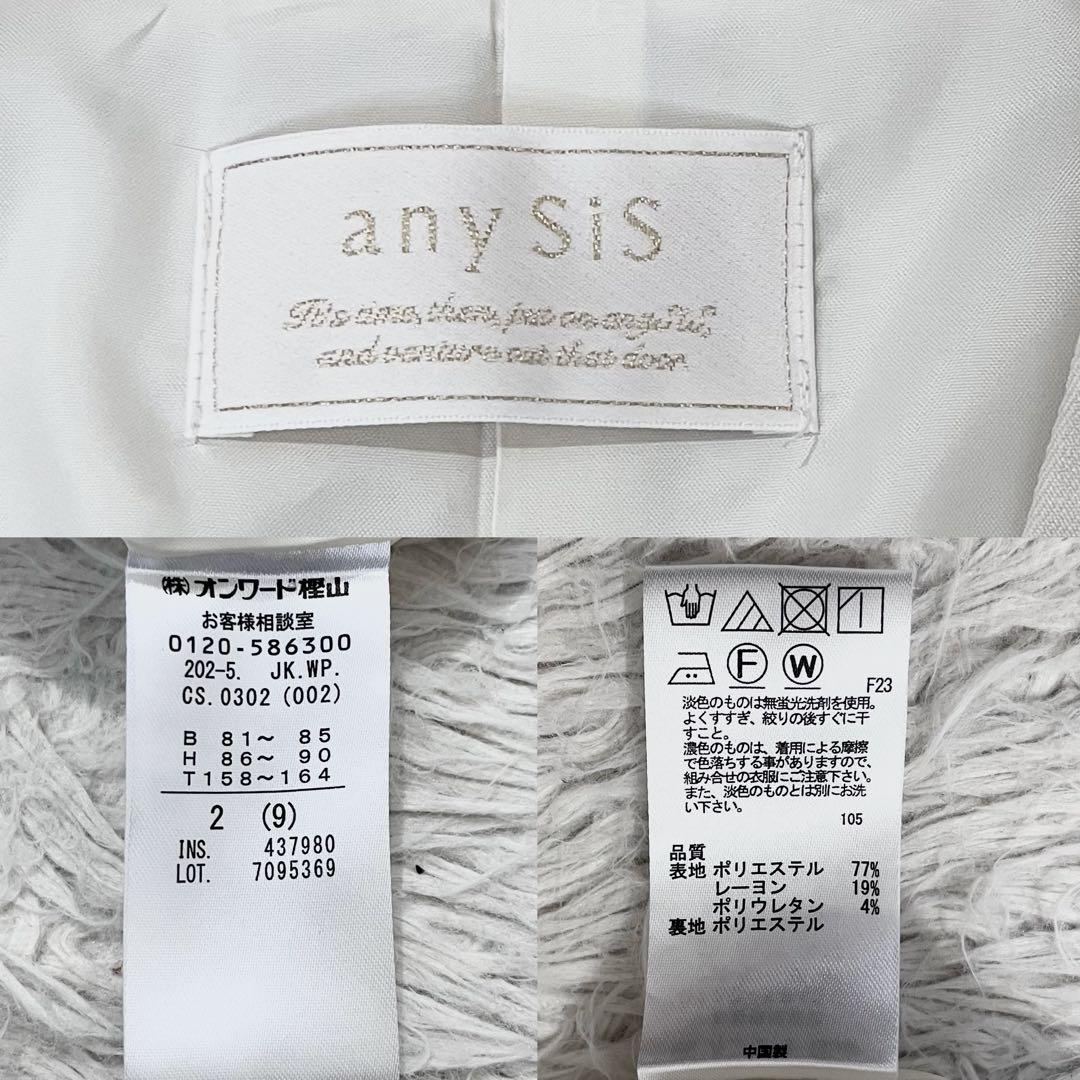 any SiS
and venture out that door
㈱オンワード樫山
お客様相談室
0120-586300
202-5. JK.WP.
CS.0302 (002)
B 81～ 85
H 86～ 90
T158～164
2 (9)
INS. 437980
LOT. 7095369
F
W
F23
淡色のものは無蛍光洗剤を使用。
よくすすぎ、絞りの後すぐに干
すこと。
濃色のものは、着用による摩擦
で色落ちする事がありますので、
組み合せの衣服にご注意下さい。
また、淡色のものとは別にお洗
い下さい。
105
品質
表地 ポリエステル 77%
レーヨン 19%
ポリウレタン 4%
裏地 ポリエステル
中国製